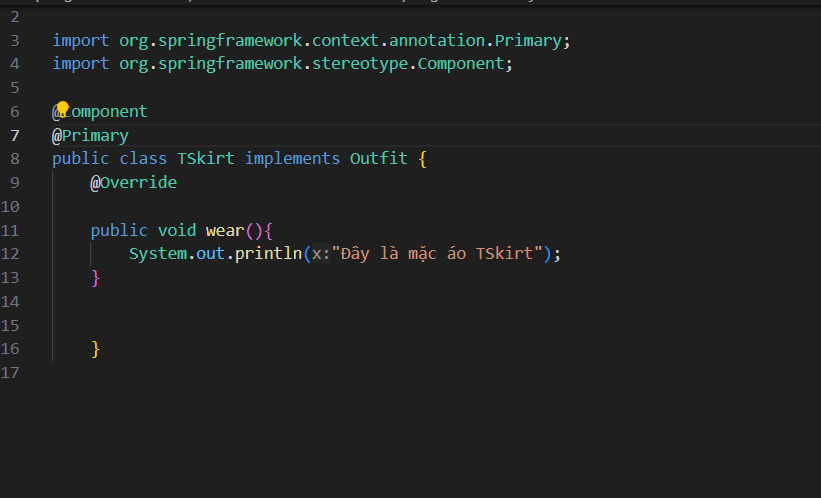 2
3 import org.springframework.context.annotation.Primary;
4 import org.springframework.stereotype.Component;
5
6 @Component
7 @Primary
8 public class TSkirt implements Outfit {
9 @Override
10
11 public void wear(){
12 System.out.println(x:"Đây là mặc áo TSkirt");
13 }
14
15
16 }
17